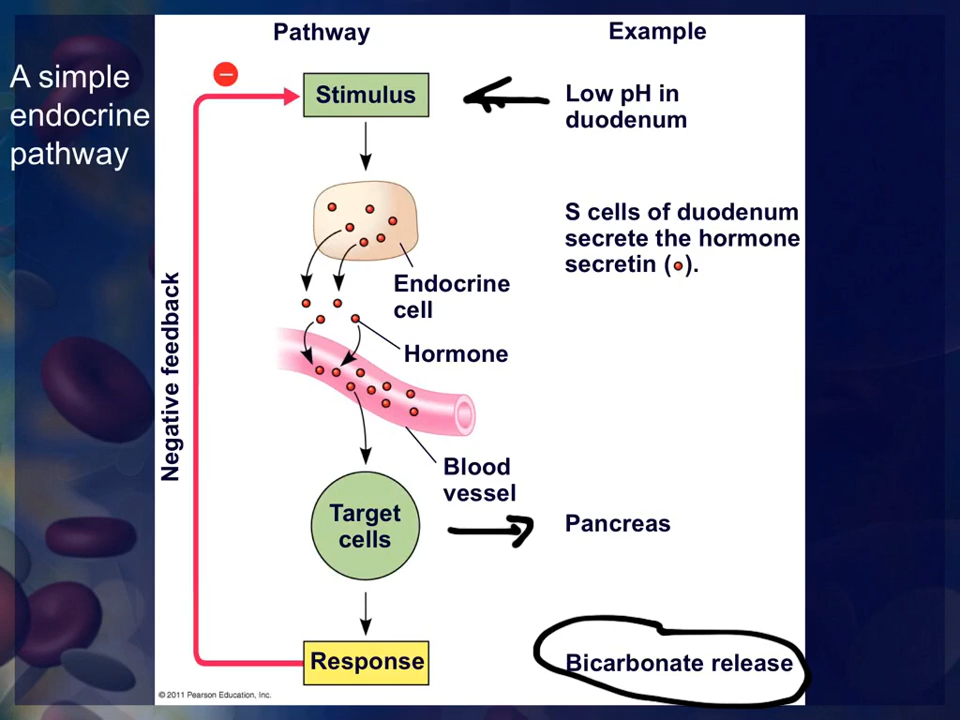 A simple
endocrine
pathway
Pathway
Example
Stimulus
Low pH in
duodenum
S cells of duodenum
secrete the hormone
secretin ( ).
Endocrine
cell
Hormone
Negative feedback
Blood
vessel
Target
cells
Pancreas
Response
Bicarbonate release
© 2011 Pearson Education, Inc.